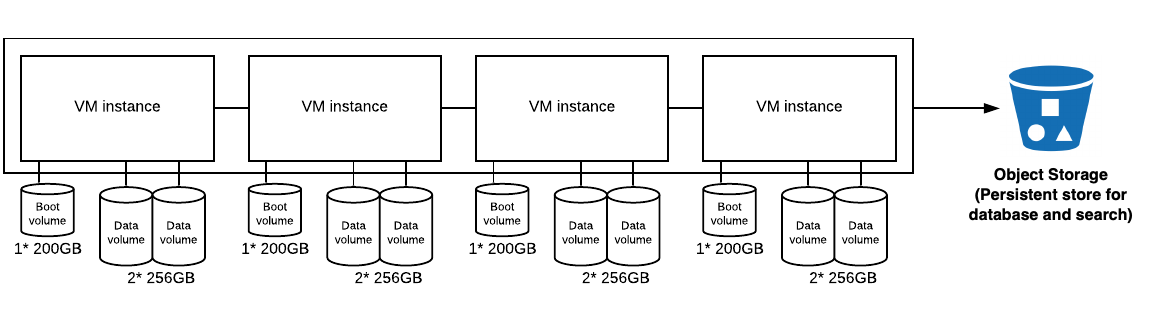 VM instance
VM instance
VM instance
VM instance
Object Storage
(Persistent store for
database and search)
Boot
volume
1* 200GB
Data
volume
Data
volume
2* 256GB
Boot
volume
1* 200GB
Data
volume
Data
volume
2* 256GB
Boot
volume
1* 200GB
Data
volume
Data
volume
2* 256GB
Boot
volume
1* 200GB
Data
volume
Data
volume
2* 256GB